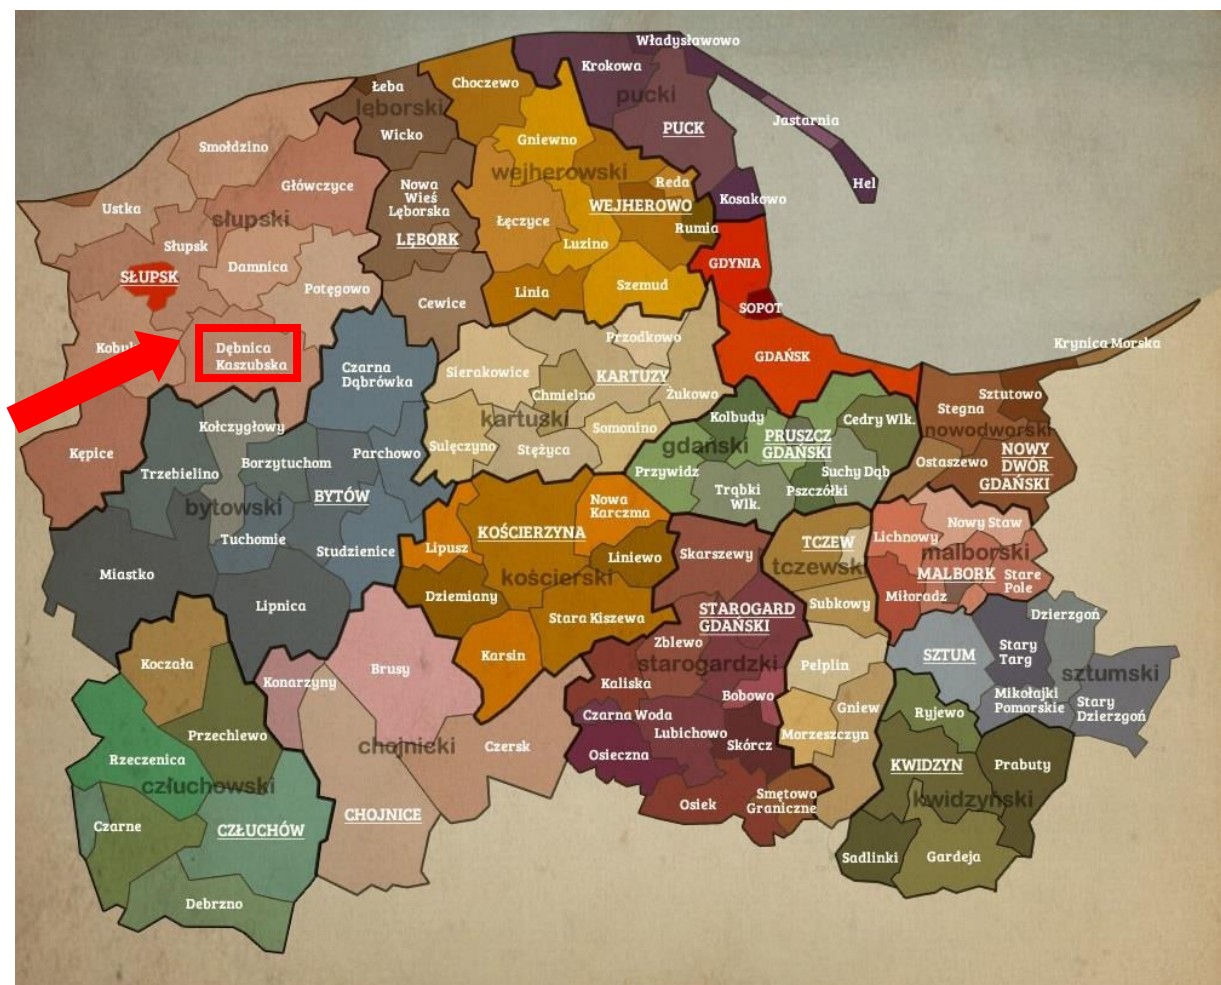 Władysławowo
Krokowa
pucki
PUCK
Jastarnia
Hel
Kosakowo
Łeba
lęborski
Wicko
Nowa
Wieś
Lęborska
LĘBORK
Cewice
Choczewo
Gniewno
wejherowski
Reda
WEJHEROWO
Rumia
Łęczyce
Luzino
Linia
Szemud
GDYNIA
SOPOT
GDAŃSK
Smołdzino
Główczyce
Ustka
słupski
Słupsk
SŁUPSK
Damnica
Potęgowo
Dębnica
Kaszubska
Kępice
Czarna
Dąbrówka
Kołczygłowy
Trzebielino
Borzytuchom
Parchowo
BYTÓW
bytowski
Tuchomie
Studzienice
Miastko
Lipnica
Przodkowo
Sierakowice
KARTUZY
Chmielno
Żukowo
kartuski
Somonino
Sulęczyno
Stężyca
Kolbudy
Cedry Wlk.
PRUSZCZ
GDAŃSKI
gdański
Przywidz
Suchy Dąb
Trąbki
Wlk.
Pszczółki
Krynica Morska
Sztutowo
Stegna
nowodworski
Ostaszewo
NOWY
DWÓR
GDAŃSKI
Nowa
Karczma
KOŚCIERZYNA
Lipusz
Liniewo
kościerski
Dziemiany
Stara Kiszewa
Karsin
Skarszewy
STAROGARD
GDAŃSKI
Zblewo
starogardzki
Kaliska
Bobowo
Czarna Woda
Lubichowo
Skórcz
Osieczna
Osiek
Smętowo
Graniczne
TCZEW
tczewski
Subkowy
Pelplin
Gniew
Morzeszczyn
Nowy Staw
Lichnowy
malborski
MALBORK
Stare
Pole
Miłoradz
Dzierzgoń
SZTUM
Stary
Targ
sztumski
Mikołajki
Pomorskie
Stary
Dzierzgoń
Ryjewo
KWIDZYN
Prabuty
kwidzyński
Sadlinki
Gardeja
Koczała
Konarzyny
Brusy
Przechlewo
chojnicki
Czersk
Rzeczenica
człuchowski
CHOJNICE
Czarne
CZŁUCHÓW
Debrzno